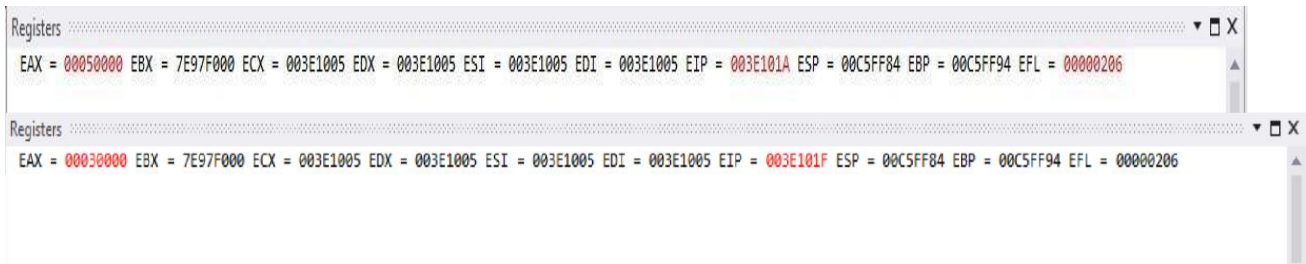 Registers
EAX = 00050000 EBX = 7E97F000 ECX = 003E1005 EDX = 003E1005 ESI = 003E1005 EDI = 003E1005 EIP = 003E101A ESP = 00C5FF84 EBP = 00C5FF94 EFL = 00000206
Registers
EAX = 00030000 EBX = 7E97F000 ECX = 003E1005 EDX = 003E1005 ESI = 003E1005 EDI = 003E1005 EIP = 003E101F ESP = 00C5FF84 EBP = 00C5FF94 EFL = 00000206